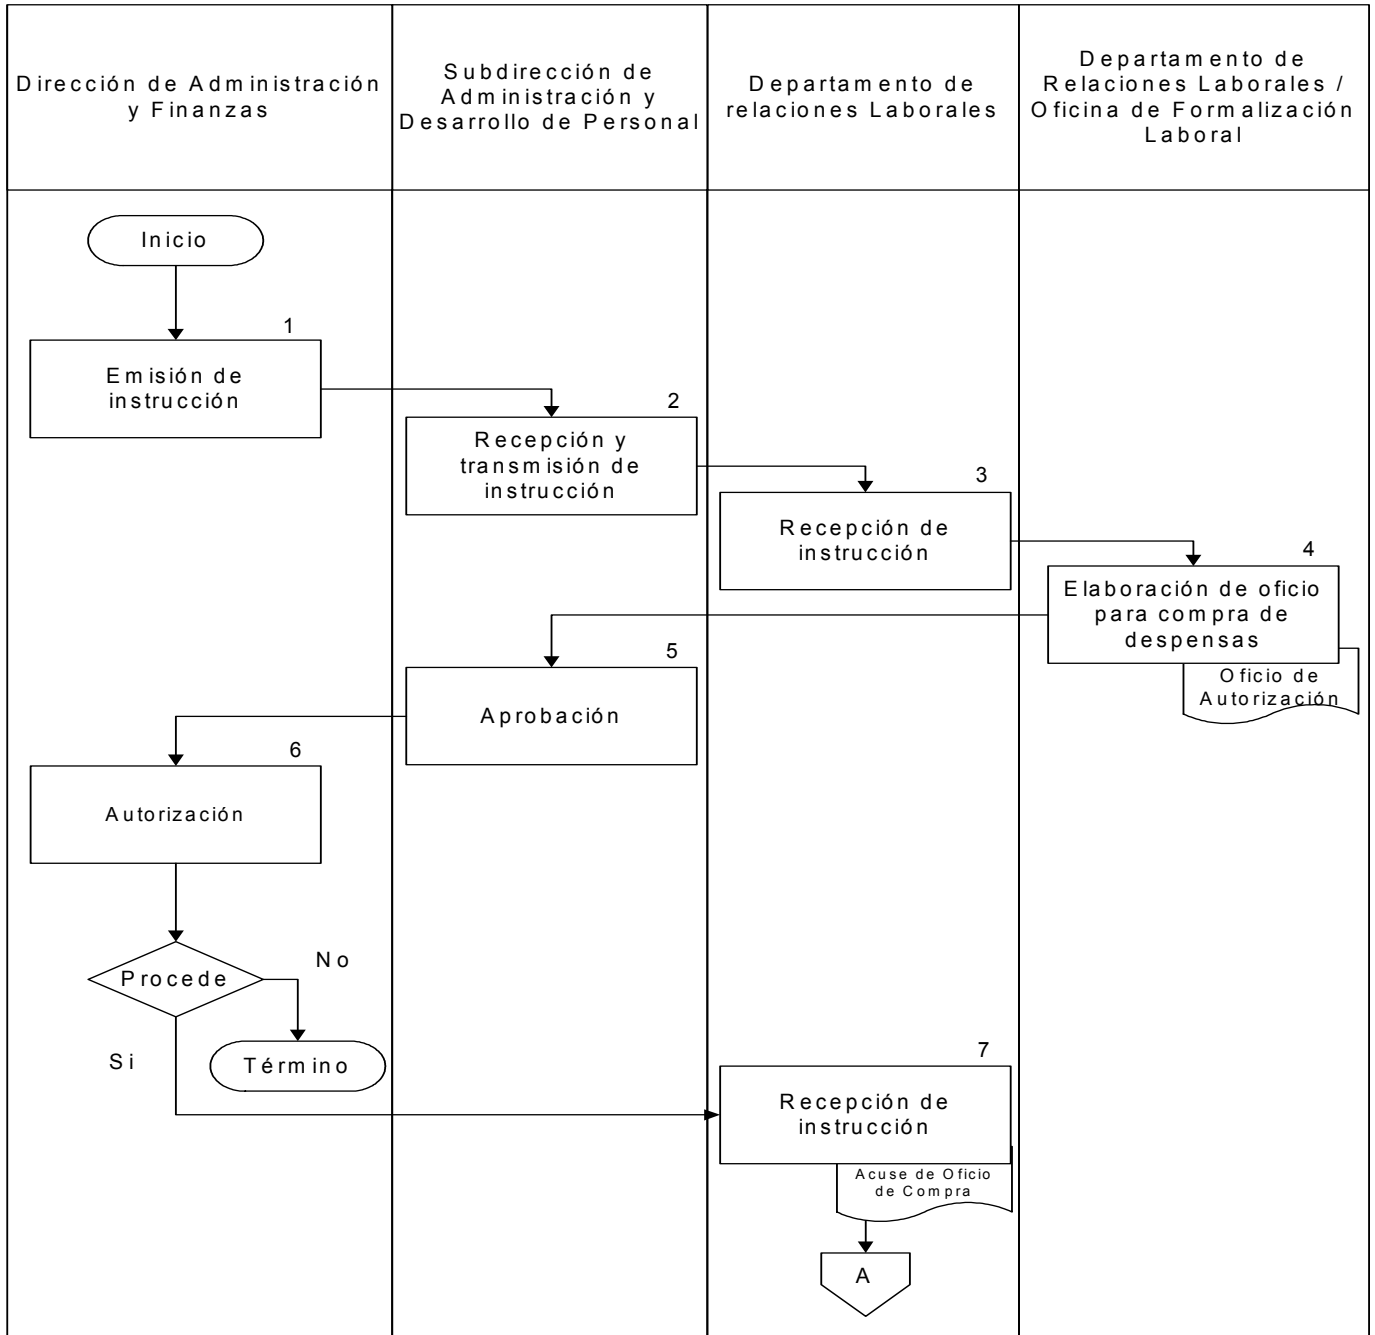 Dirección de Administración
y Finanzas
Subdirección de
Administración y
Desarrollo de Personal
Departamento de
relaciones Laborales
Departamento de
Relaciones Laborales /
Oficina de Formalización
Laboral
Inicio
1
Emisión de
instrucción
2
Recepción y
transmisión de
instrucción
3
Recepción de
instrucción
4
Elaboración de oficio
para compra de
despensas
Oficio de
Autorización
5
Aprobación
6
Autorización
Procede
No
Si
Término
7
Recepción de
instrucción
Acuse de Oficio
de Compra
A